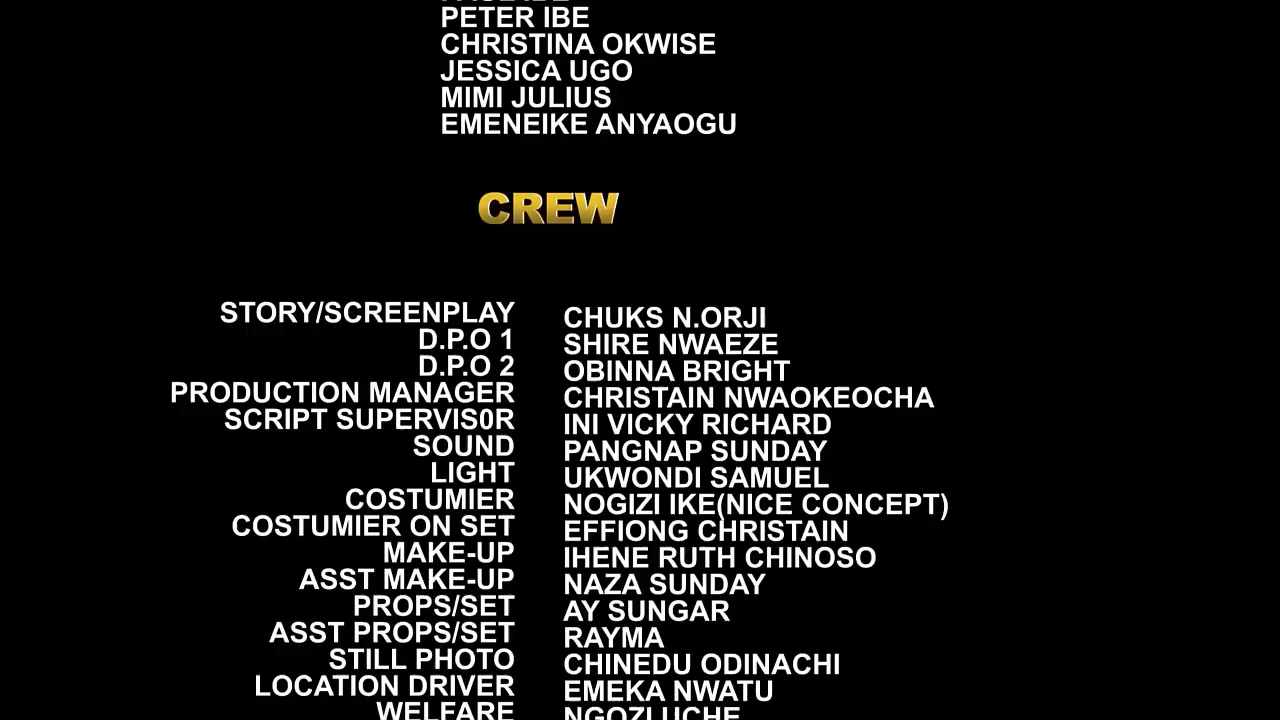 PETER IBE
CHRISTINA OKWISE
JESSICA UGO
MIMI JULIUS
EMENEIKE ANYAOGU
CREW
STORY/SCREENPLAY CHUKS N.ORJI
D.P.O 1 SHIRE NWAEZE
D.P.O 2 OBINNA BRIGHT
PRODUCTION MANAGER CHRISTAIN NWAOKEOCHA
SCRIPT SUPERVIS0R INI VICKY RICHARD
SOUND PANGNAP SUNDAY
LIGHT UKWONDI SAMUEL
COSTUMIER NOGIZI IKE(NICE CONCEPT)
COSTUMIER ON SET EFFIONG CHRISTAIN
MAKE-UP IHENE RUTH CHINOSO
ASST MAKE-UP NAZA SUNDAY
PROPS/SET AY SUNGAR
ASST PROPS/SET RAYMA
STILL PHOTO CHINEDU ODINACHI
LOCATION DRIVER EMEKA NWATU
WELFARE NGOZI UCHE